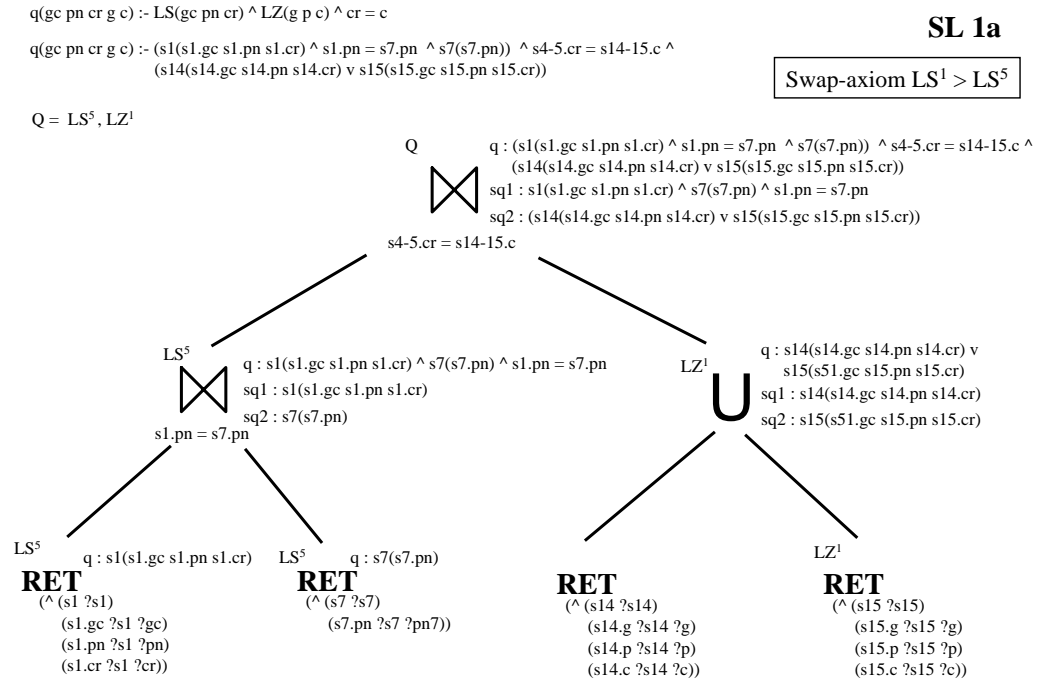 q(gc pn cr g c) :- LS(gc pn cr) ^ LZ(g p c) ^ cr = c
SL 1a
q(gc pn cr g c) :- (s1(s1.gc s1.pn s1.cr) ^ s1.pn = s7.pn ^ s7(s7.pn)) ^ s4-5.cr = s14-15.c ^
(s14(s14.gc s14.pn s14.cr) v s15(s15.gc s15.pn s15.cr))
Swap-axiom LS¹ > LS⁵
Q = LS⁵, LZ¹
Q
q : (s1(s1.gc s1.pn s1.cr) ^ s1.pn = s7.pn ^ s7(s7.pn)) ^ s4-5.cr = s14-15.c ^
(s14(s14.gc s14.pn s14.cr) v s15(s15.gc s15.pn s15.cr))
sq1 : s1(s1.gc s1.pn s1.cr) ^ s7(s7.pn) ^ s1.pn = s7.pn
sq2 : (s14(s14.gc s14.pn s14.cr) v s15(s15.gc s15.pn s15.cr))
s4-5.cr = s14-15.c
LS⁵
q : s1(s1.gc s1.pn s1.cr) ^ s7(s7.pn) ^ s1.pn = s7.pn
sq1 : s1(s1.gc s1.pn s1.cr)
sq2 : s7(s7.pn)
s1.pn = s7.pn
LZ¹
q : s14(s14.gc s14.pn s14.cr) v
s15(s51.gc s15.pn s15.cr)
sq1 : s14(s14.gc s14.pn s14.cr)
sq2 : s15(s51.gc s15.pn s15.cr)
LS⁵
q : s1(s1.gc s1.pn s1.cr)
RET
(^ (s1 ?s1)
(s1.gc ?s1 ?gc)
(s1.pn ?s1 ?pn)
(s1.cr ?s1 ?cr))
LS⁵
q : s7(s7.pn)
RET
(^ (s7 ?s7)
(s7.pn ?s7 ?pn7))
RET
(^ (s14 ?s14)
(s14.g ?s14 ?g)
(s14.p ?s14 ?p)
(s14.c ?s14 ?c))
LZ¹
RET
(^ (s15 ?s15)
(s15.g ?s15 ?g)
(s15.p ?s15 ?p)
(s15.c ?s15 ?c))